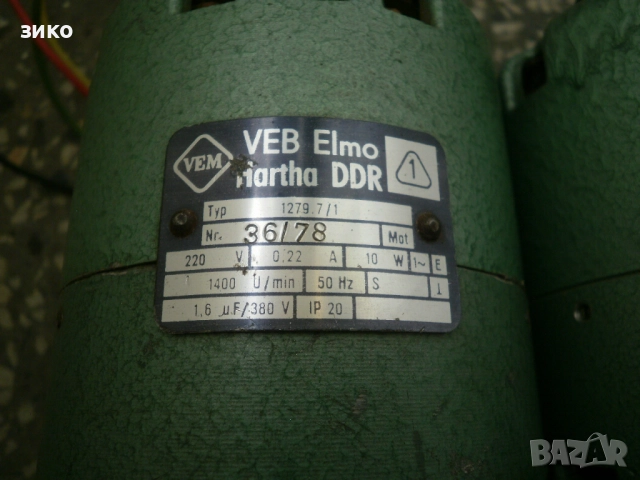 зико
VEM
VEB Elmo
Hartha DDR
1
Typ 1279.7/1
Nr. 36/78 Mot
220 V 0,22 A 10 W 1~ E
1400 U/min 50 Hz S
1,6 µF/380 V IP 20
BAZAR